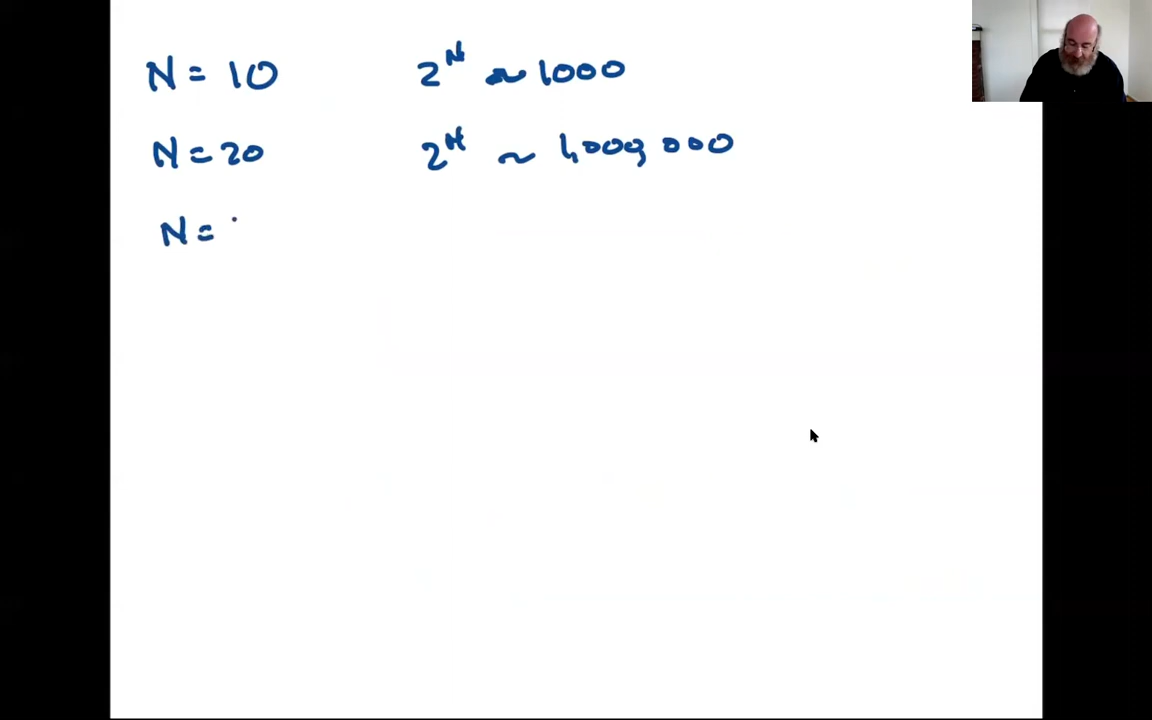 N = 10 2^N ~ 1000
N = 20 2^N ~ 1,000,000
N =